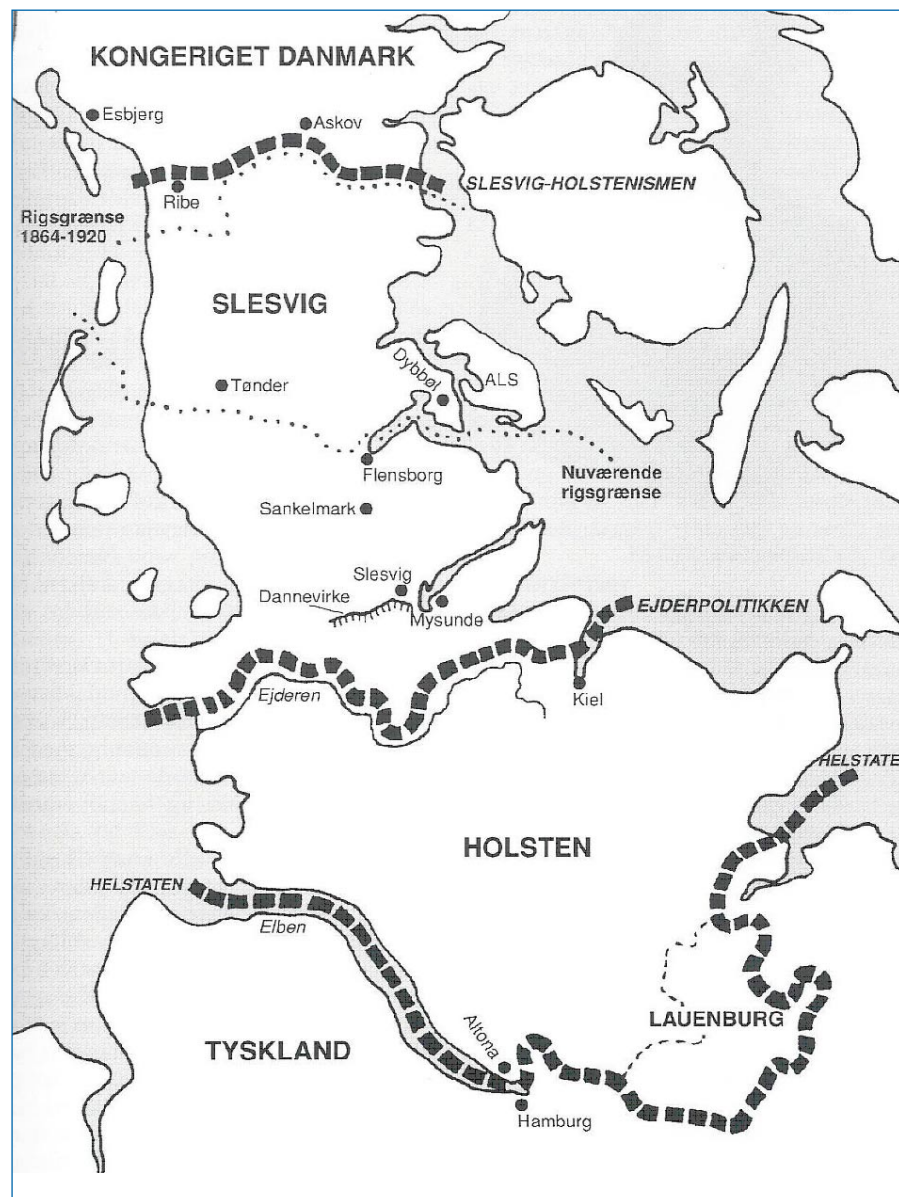 KONGERIGET DANMARK
Esbjerg
Askov
SLESVIG-HOLSTENISMEN
Ribe
Rigsgrænse
1864-1920
SLESVIG
Dybbøl
ALS
Tønder
Flensborg
Nuværende
rigsgrænse
Sankelmark
Slesvig
Dannevirke
Mysunde
EJDERPOLITIKKEN
Ejderen
Kiel
HELSTATE
HOLSTEN
HELSTATEN
Elben
LAUENBURG
Altona
TYSKLAND
Hamburg